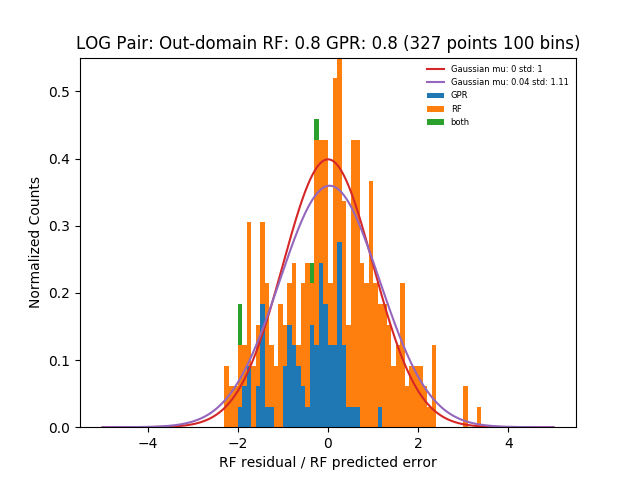 LOG Pair: Out-domain RF: 0.8 GPR: 0.8 (327 points 100 bins)
Gaussian mu: 0 std: 1
Gaussian mu: 0.04 std: 1.11
GPR
RF
both
Normalized Counts
0.5
0.4
0.3
0.2
0.1
0.0
−4
−2
0
2
4
RF residual / RF predicted error